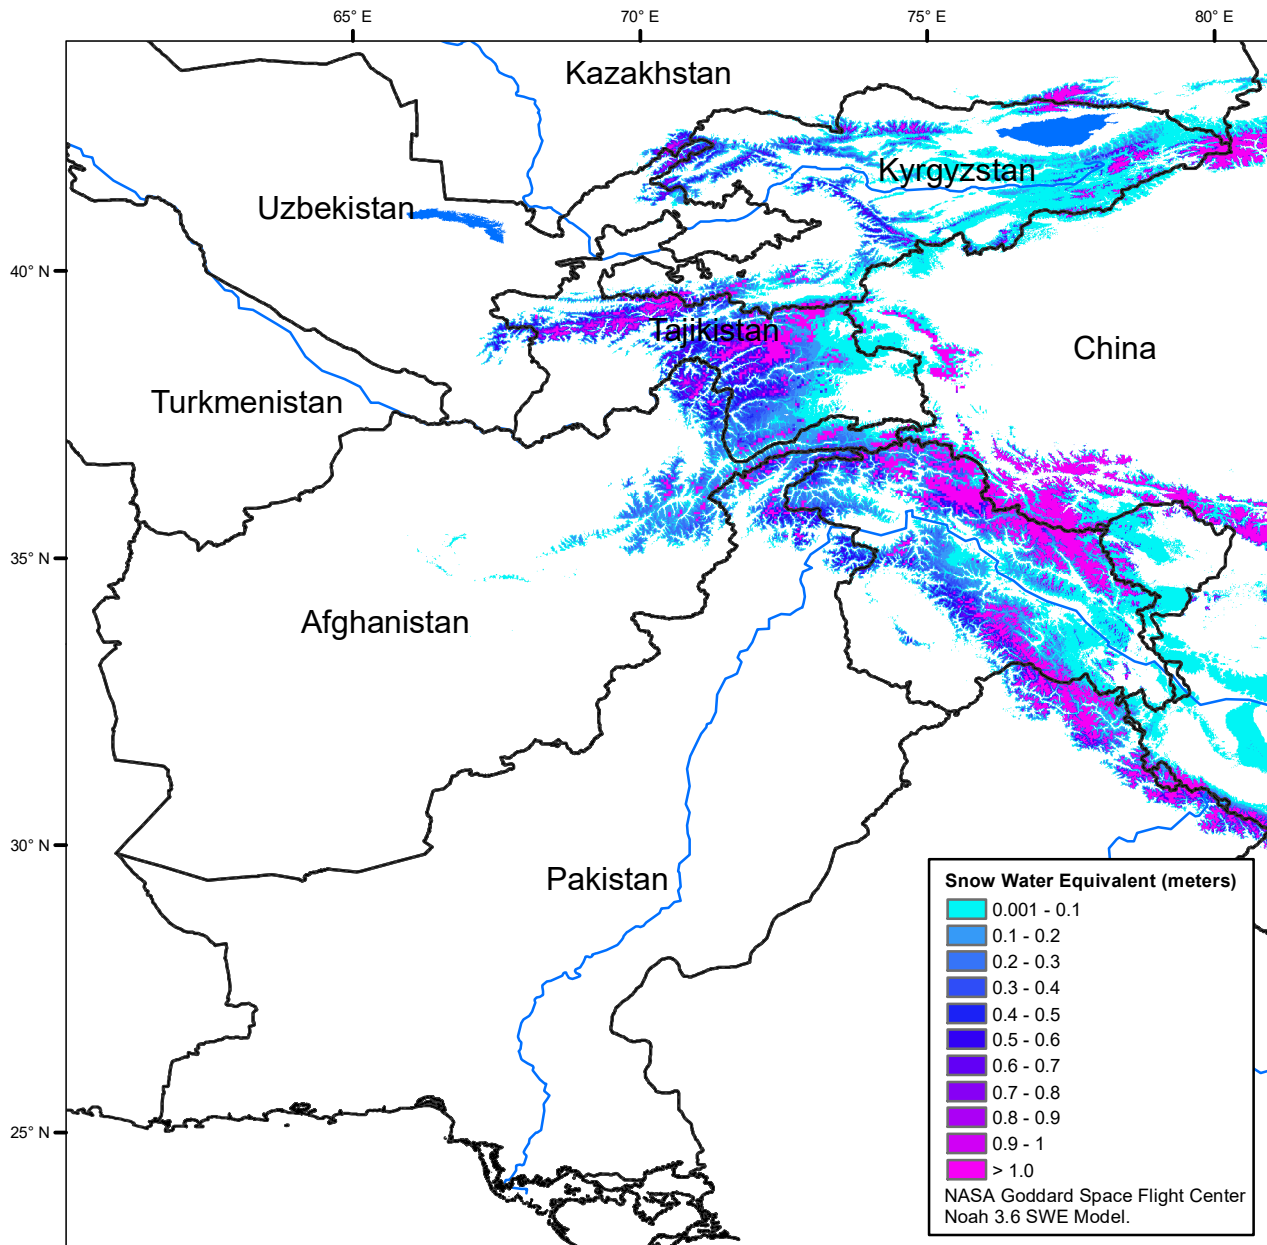 65° E
70° E
75° E
80° E
Kazakhstan
Kyrgyzstan
Uzbekistan
40° N
Tajikistan
China
Turkmenistan
35° N
Afghanistan
30° N
Pakistan
25° N
Snow Water Equivalent (meters)
0.001 - 0.1
0.1 - 0.2
0.2 - 0.3
0.3 - 0.4
0.4 - 0.5
0.5 - 0.6
0.6 - 0.7
0.7 - 0.8
0.8 - 0.9
0.9 - 1
> 1.0
NASA Goddard Space Flight Center
Noah 3.6 SWE Model.